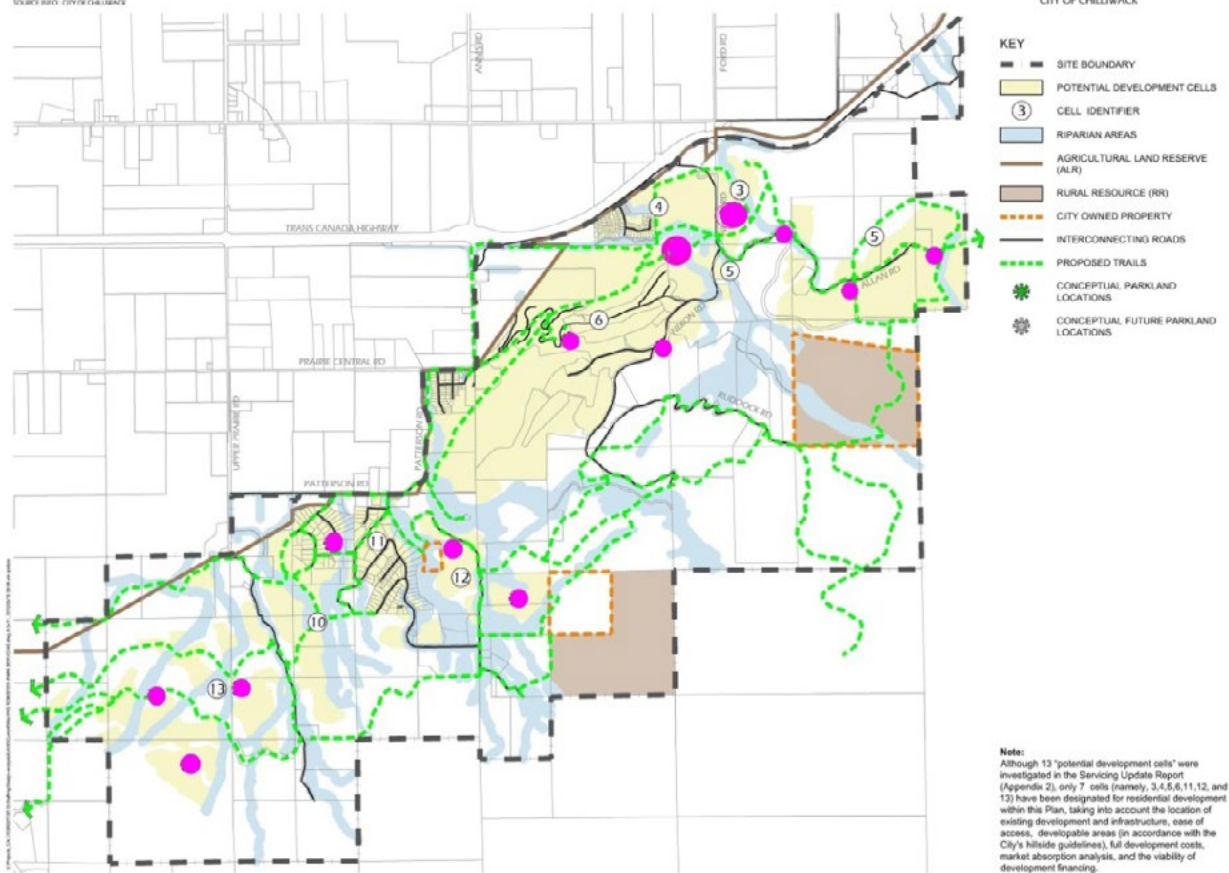 SOURCE INFO: CITY OF CHILLIWACK
CITY OF CHILLIWACK
KEY
SITE BOUNDARY
POTENTIAL DEVELOPMENT CELLS
3
CELL IDENTIFIER
RIPARIAN AREAS
AGRICULTURAL LAND RESERVE
(ALR)
RURAL RESOURCE (RR)
CITY OWNED PROPERTY
INTERCONNECTING ROADS
PROPOSED TRAILS
CONCEPTUAL PARKLAND
LOCATIONS
CONCEPTUAL FUTURE PARKLAND
LOCATIONS
ANNIS RD
FORD RD
TRANS CANADA HIGHWAY
3
4
5
5
ALLAN RD
6
NIXON RD
PRAIRIE CENTRAL RD
RUDDOCK RD
UPPER PRAIRIE RD
PATTERSON RD
PATTERSON RD
11
12
10
13
Note:
Although 13 "potential development cells" were
investigated in the Servicing Update Report
(Appendix 2), only 7 cells (namely, 3,4,5,6,11,12, and
13) have been designated for residential development
within this Plan, taking into account the location of
existing development and infrastructure, ease of
access, developable areas (in accordance with the
City's hillside guidelines), full development costs,
market absorption analysis, and the viability of
development financing.